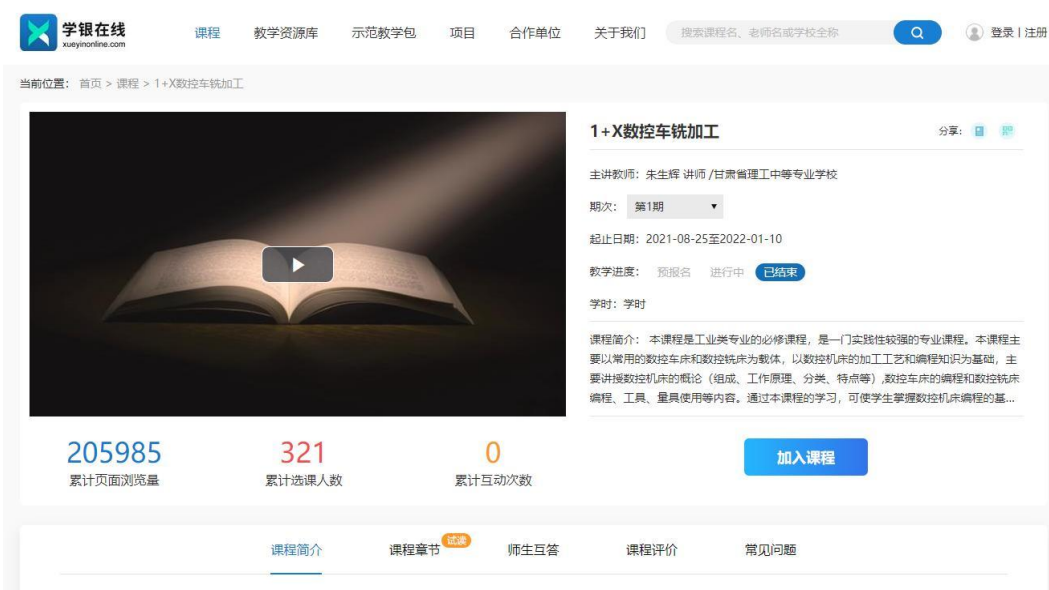 学银在线
xueyinonline.com
课程 教学资源库 示范教学包 项目 合作单位 关于我们 搜索课程名、老师名或学校全称 登录 | 注册
当前位置： 首页 > 课程 > 1+X数控车铣加工
1+X数控车铣加工 分享：
主讲教师：朱生辉 讲师 /甘肃省理工中等专业学校
期次： 第1期
起止日期：2021-08-25至2022-01-10
教学进度： 预报名 进行中 已结束
学时：学时
课程简介： 本课程是工业类专业的必修课程，是一门实践性较强的专业课程。本课程主
要以常用的数控车床和数控铣床为载体，以数控机床的加工工艺和编程知识为基础，主
要讲授数控机床的概论（组成、工作原理、分类、特点等）,数控车床的编程和数控铣床
编程、工具、量具使用等内容。通过本课程的学习，可使学生掌握数控机床编程的基...
205985 321 0
累计页面浏览量 累计选课人数 累计互动次数
加入课程
课程简介 课程章节 试读 师生互答 课程评价 常见问题